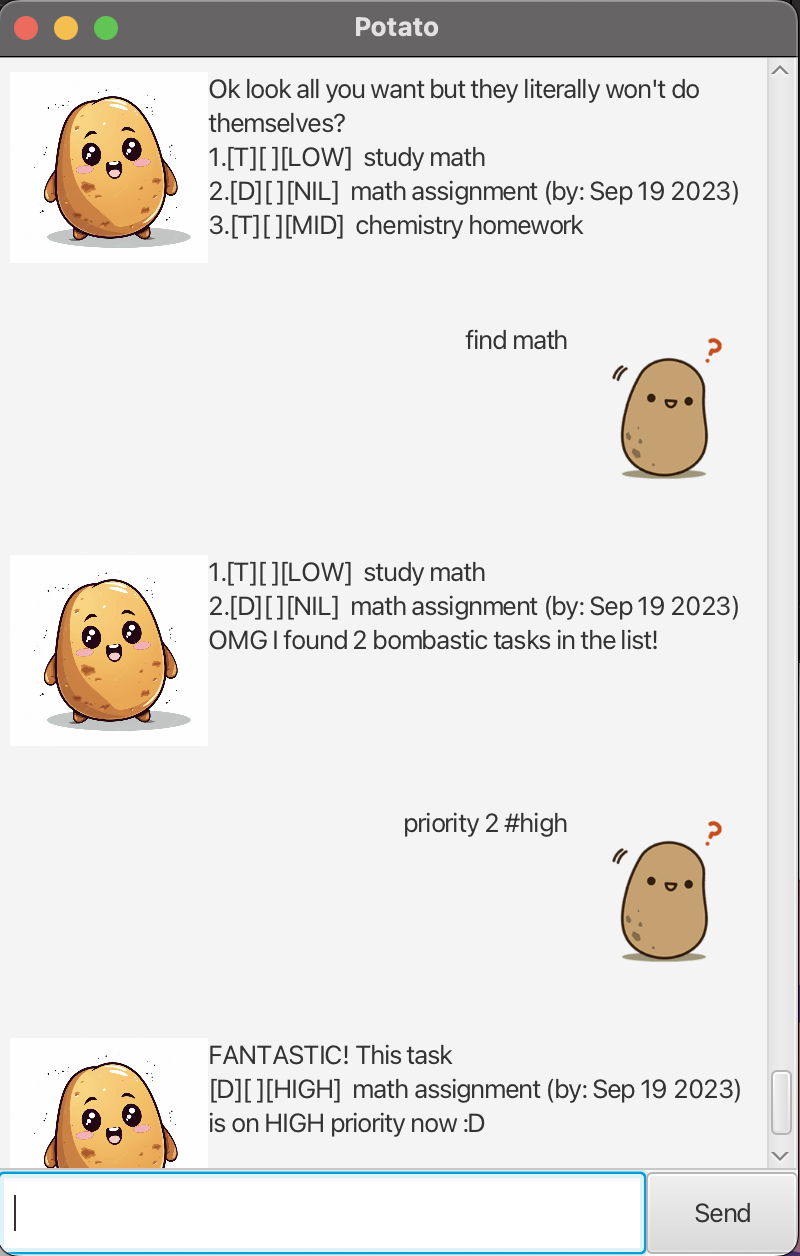 Potato
Ok look all you want but they literally won't do
themselves?
1.[T][ ][LOW]  study math
2.[D][ ][NIL]  math assignment (by: Sep 19 2023)
3.[T][ ][MID]  chemistry homework
find math
?
1.[T][ ][LOW]  study math
2.[D][ ][NIL]  math assignment (by: Sep 19 2023)
OMG I found 2 bombastic tasks in the list!
priority 2 #high
?
FANTASTIC! This task
[D][ ][HIGH]  math assignment (by: Sep 19 2023)
is on HIGH priority now :D
Send